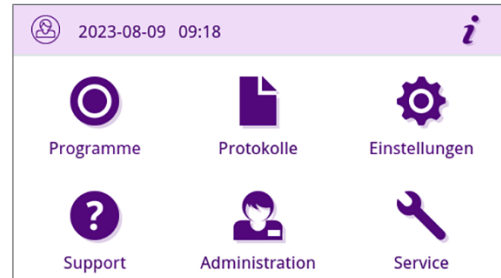 2023-08-09 09:18 i
Programme Protokolle Einstellungen
? 
Support Administration Service